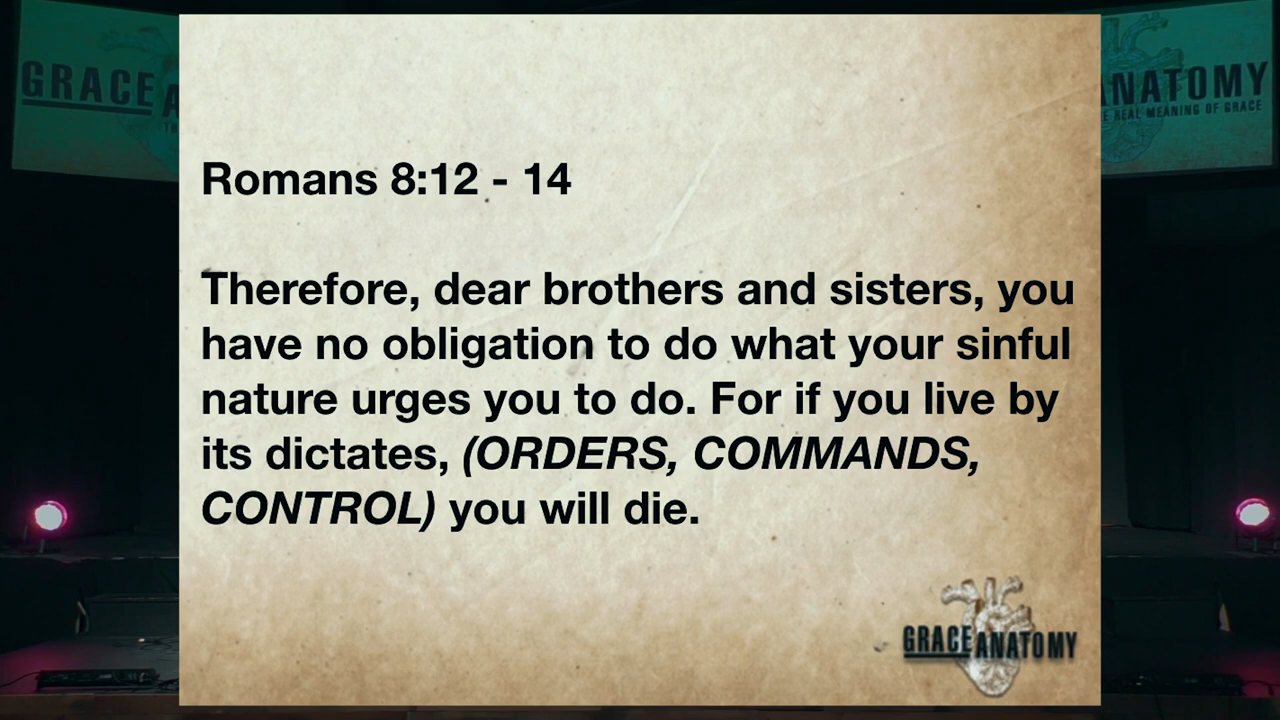 GRACE
ANATOMY
REAL MEANING OF GRACE
Romans 8:12 - 14
Therefore, dear brothers and sisters, you
have no obligation to do what your sinful
nature urges you to do. For if you live by
its dictates, (ORDERS, COMMANDS,
CONTROL) you will die.
GRACE ANATOMY